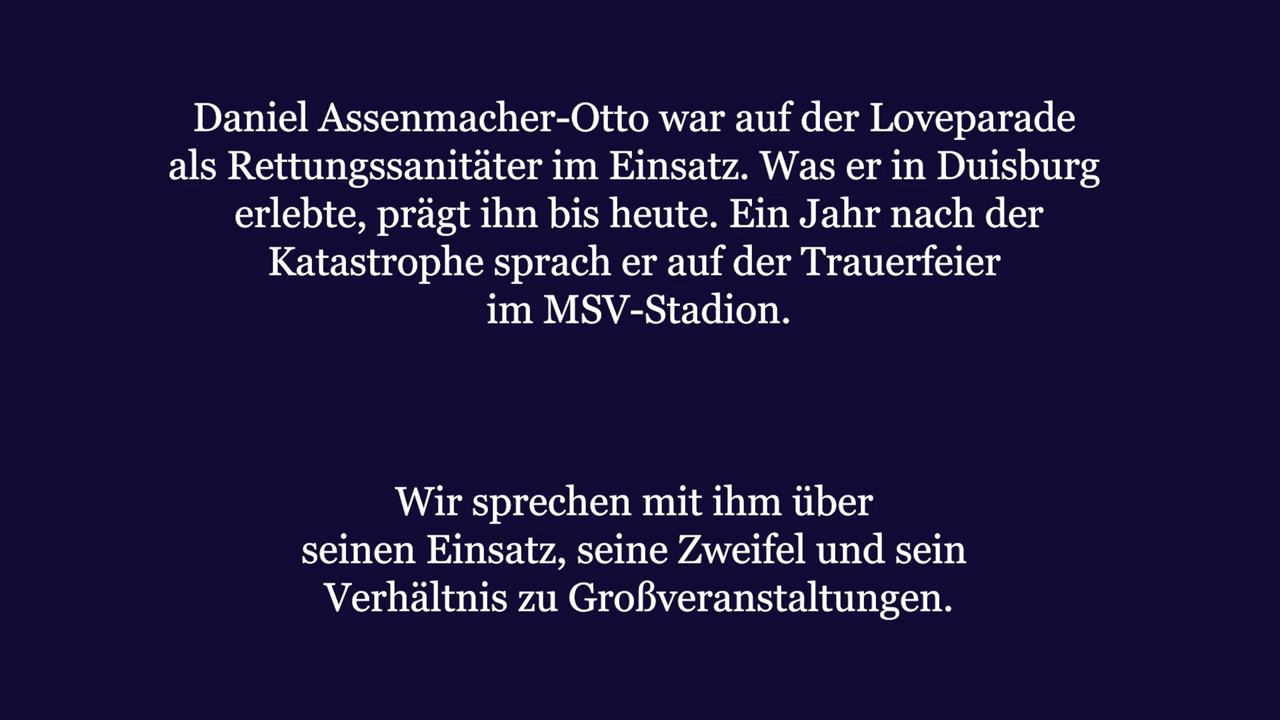 Daniel Assenmacher-Otto war auf der Loveparade
als Rettungssanitäter im Einsatz. Was er in Duisburg
erlebte, prägt ihn bis heute. Ein Jahr nach der
Katastrophe sprach er auf der Trauerfeier
im MSV-Stadion.
Wir sprechen mit ihm über
seinen Einsatz, seine Zweifel und sein
Verhältnis zu Großveranstaltungen.